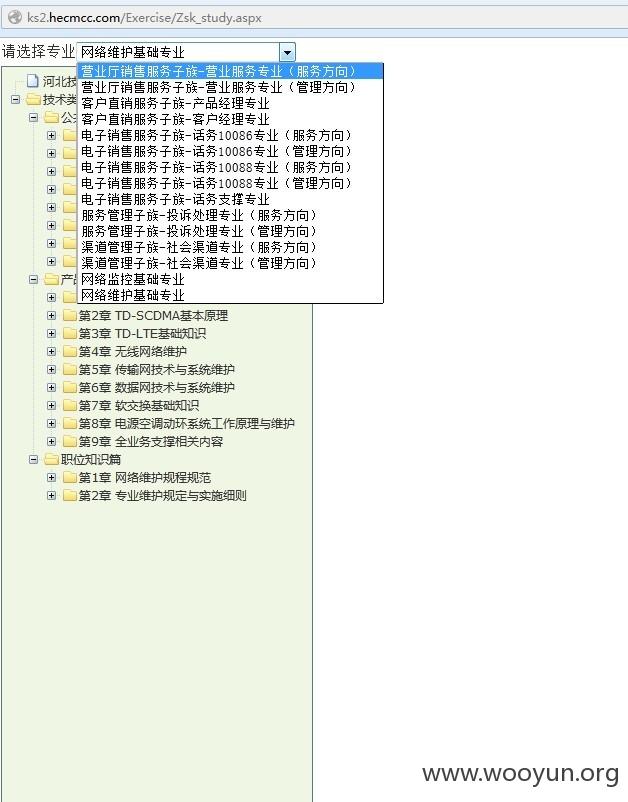 ks2.hecmcc.com/Exercise/Zsk_study.aspx
请选择专业 网络维护基础专业
营业厅销售服务子族-营业服务专业（服务方向）
营业厅销售服务子族-营业服务专业（管理方向）
客户直销服务子族-产品经理专业
客户直销服务子族-客户经理专业
电子销售服务子族-话务10086专业（服务方向）
电子销售服务子族-话务10086专业（管理方向）
电子销售服务子族-话务10088专业（服务方向）
电子销售服务子族-话务10088专业（管理方向）
电子销售服务子族-话务支撑专业
服务管理子族-投诉处理专业（服务方向）
服务管理子族-投诉处理专业（管理方向）
渠道管理子族-社会渠道专业（服务方向）
渠道管理子族-社会渠道专业（管理方向）
网络监控基础专业
网络维护基础专业
河北技
技术类
公共
产品
第2章 TD-SCDMA基本原理
第3章 TD-LTE基础知识
第4章 无线网络维护
第5章 传输网技术与系统维护
第6章 数据网技术与系统维护
第7章 软交换基础知识
第8章 电源空调动环系统工作原理与维护
第9章 全业务支撑相关内容
职位知识篇
第1章 网络维护规程规范
第2章 专业维护规定与实施细则
www.wooyun.org